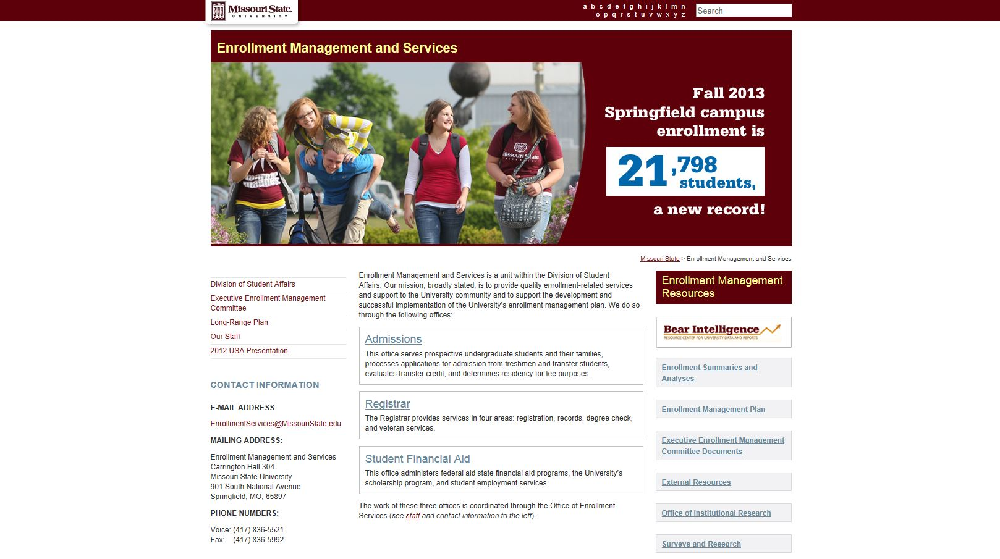 Missouri State
UNIVERSITY
a b c d e f g h i j k l m n
o p q r s t u v w x y z
Search
Enrollment Management and Services
Missouri State
UNIVERSITY
Fall 2013
Springfield campus
enrollment is
21,798
students,
a new record!
Missouri State > Enrollment Management and Services
Division of Student Affairs
Executive Enrollment Management
Committee
Long-Range Plan
Our Staff
2012 USA Presentation
CONTACT INFORMATION
E-MAIL ADDRESS
EnrollmentServices@MissouriState.edu
MAILING ADDRESS:
Enrollment Management and Services
Carrington Hall 304
Missouri State University
901 South National Avenue
Springfield, MO, 65897
PHONE NUMBERS:
Voice: (417) 836-5521
Fax: (417) 836-5992
Enrollment Management and Services is a unit within the Division of Student
Affairs. Our mission, broadly stated, is to provide quality enrollment-related services
and support to the University community and to support the development and
successful implementation of the University's enrollment management plan. We do so
through the following offices:
Admissions
This office serves prospective undergraduate students and their families,
processes applications for admission from freshmen and transfer students,
evaluates transfer credit, and determines residency for fee purposes.
Registrar
The Registrar provides services in four areas: registration, records, degree check,
and veteran services.
Student Financial Aid
This office administers federal aid state financial aid programs, the University's
scholarship program, and student employment services.
The work of these three offices is coordinated through the Office of Enrollment
Services (see staff and contact information to the left).
Enrollment Management
Resources
Bear Intelligence
RESOURCE CENTER FOR UNIVERSITY DATA AND REPORTS
Enrollment Summaries and
Analyses
Enrollment Management Plan
Executive Enrollment Management
Committee Documents
External Resources
Office of Institutional Research
Surveys and Research